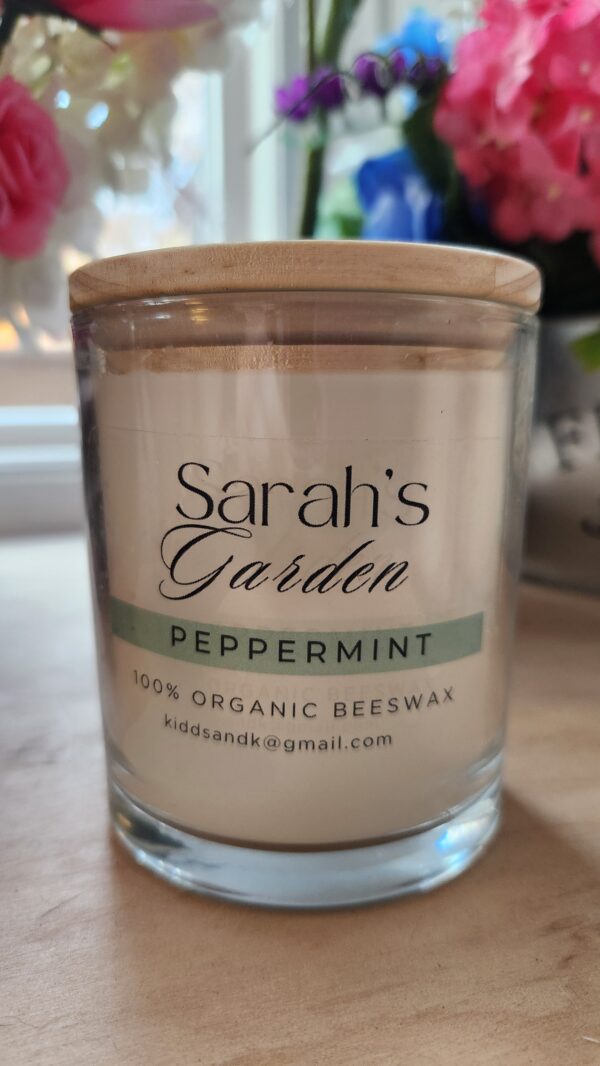 Sarah's
Garden
PEPPERMINT
100% ORGANIC BEESWAX
kiddsandk@gmail.com